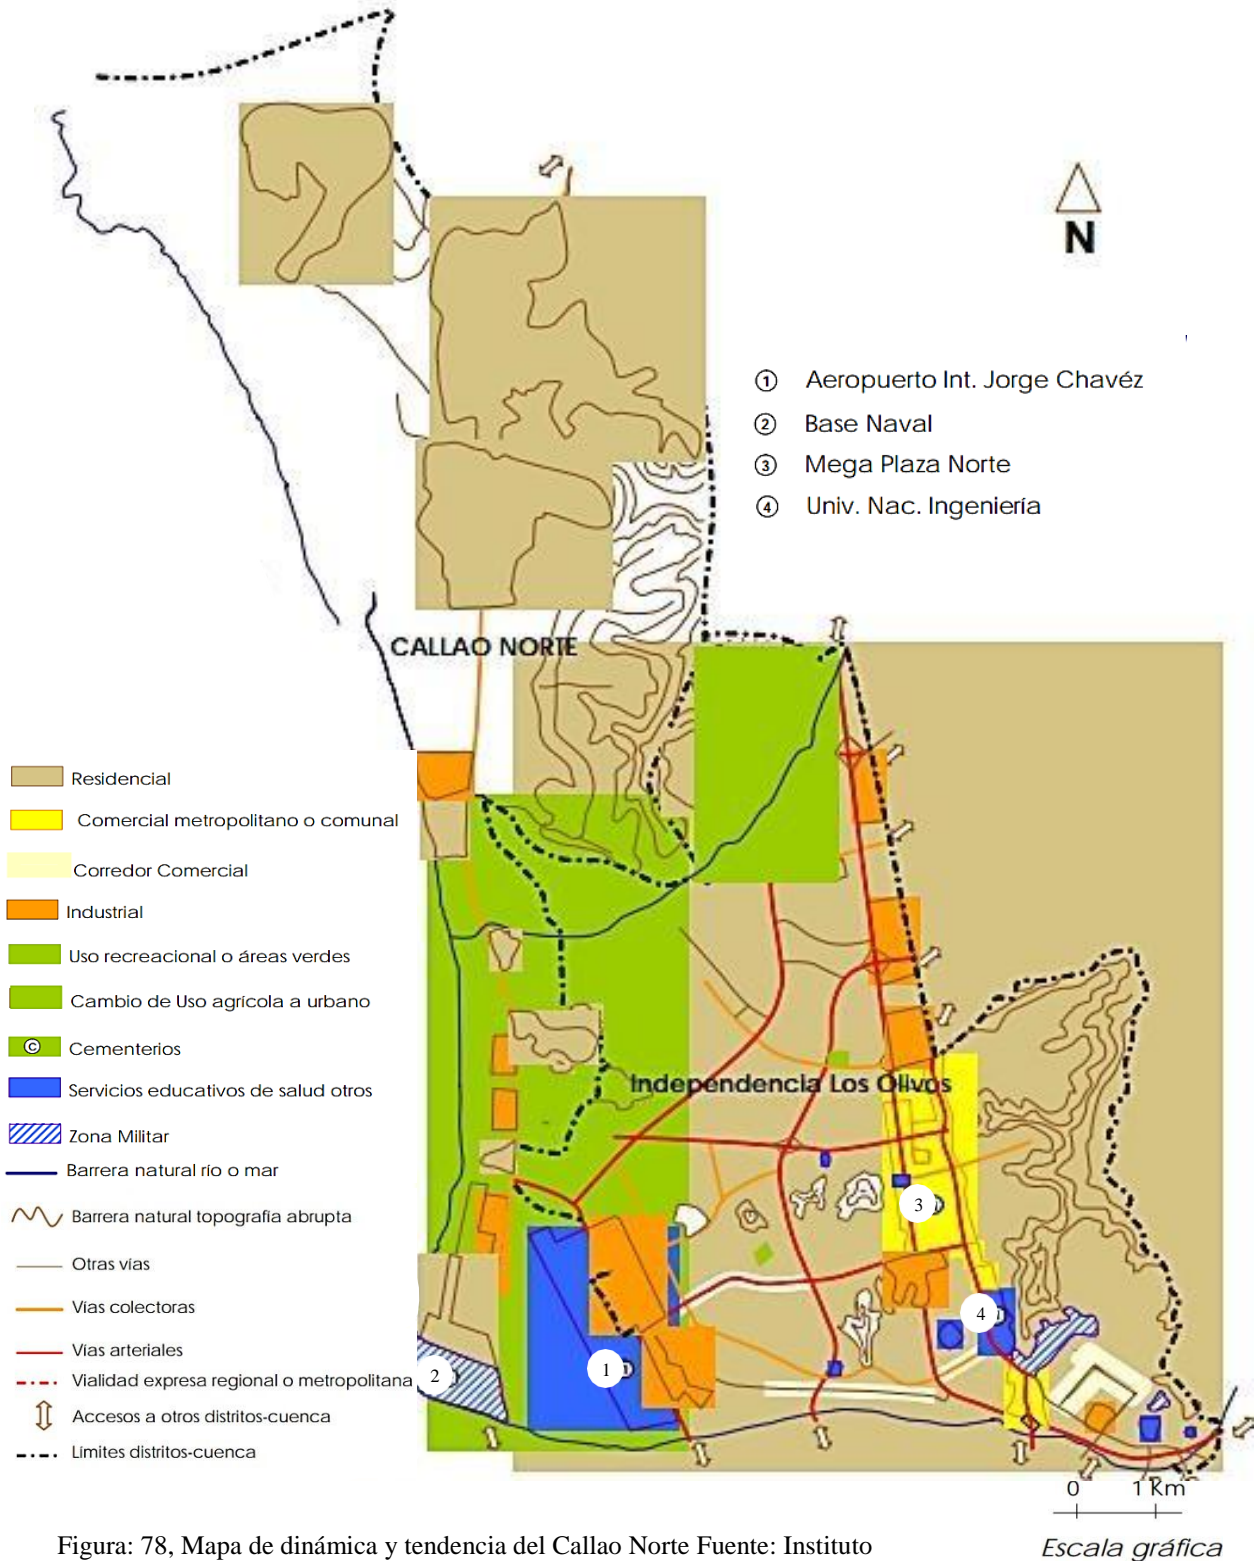 N
① Aeropuerto Int. Jorge Chavéz
② Base Naval
③ Mega Plaza Norte
④ Univ. Nac. Ingeniería
CALLAO NORTE
Residencial
Comercial metropolitano o comunal
Corredor Comercial
Industrial
Uso recreacional o áreas verdes
Cambio de Uso agrícola a urbano
© Cementerios
Servicios educativos de salud otros
Zona Militar
Barrera natural río o mar
Barrera natural topografia abrupta
Otras vías
Vías colectoras
Vías arteriales
Vialidad expresa regional o metropolitana
Accesos a otros distritos-cuenca
Limites distritos-cuenca
Independencia Los Olivos
3
4
1
2
0 1 Km
Escala gráfica
Figura: 78, Mapa de dinámica y tendencia del Callao Norte Fuente: Instituto